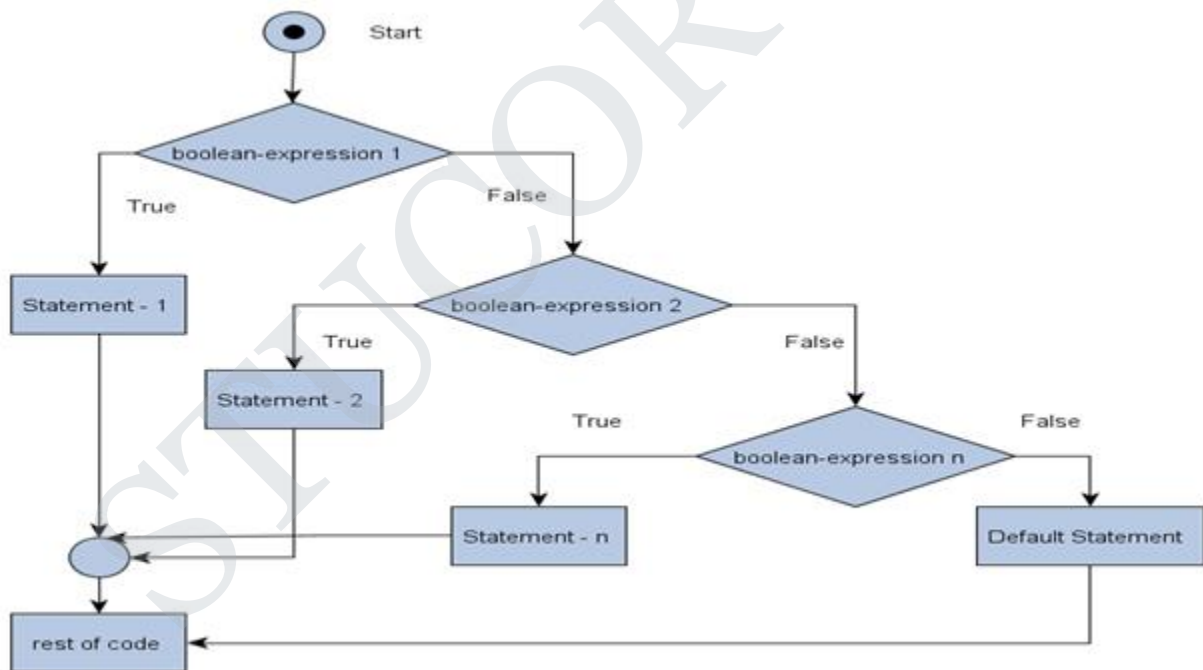 Start
boolean-expression 1
True
False
Statement - 1
boolean-expression 2
True
False
Statement - 2
True
False
boolean-expression n
Statement - n
Default Statement
rest of code
STUCOR